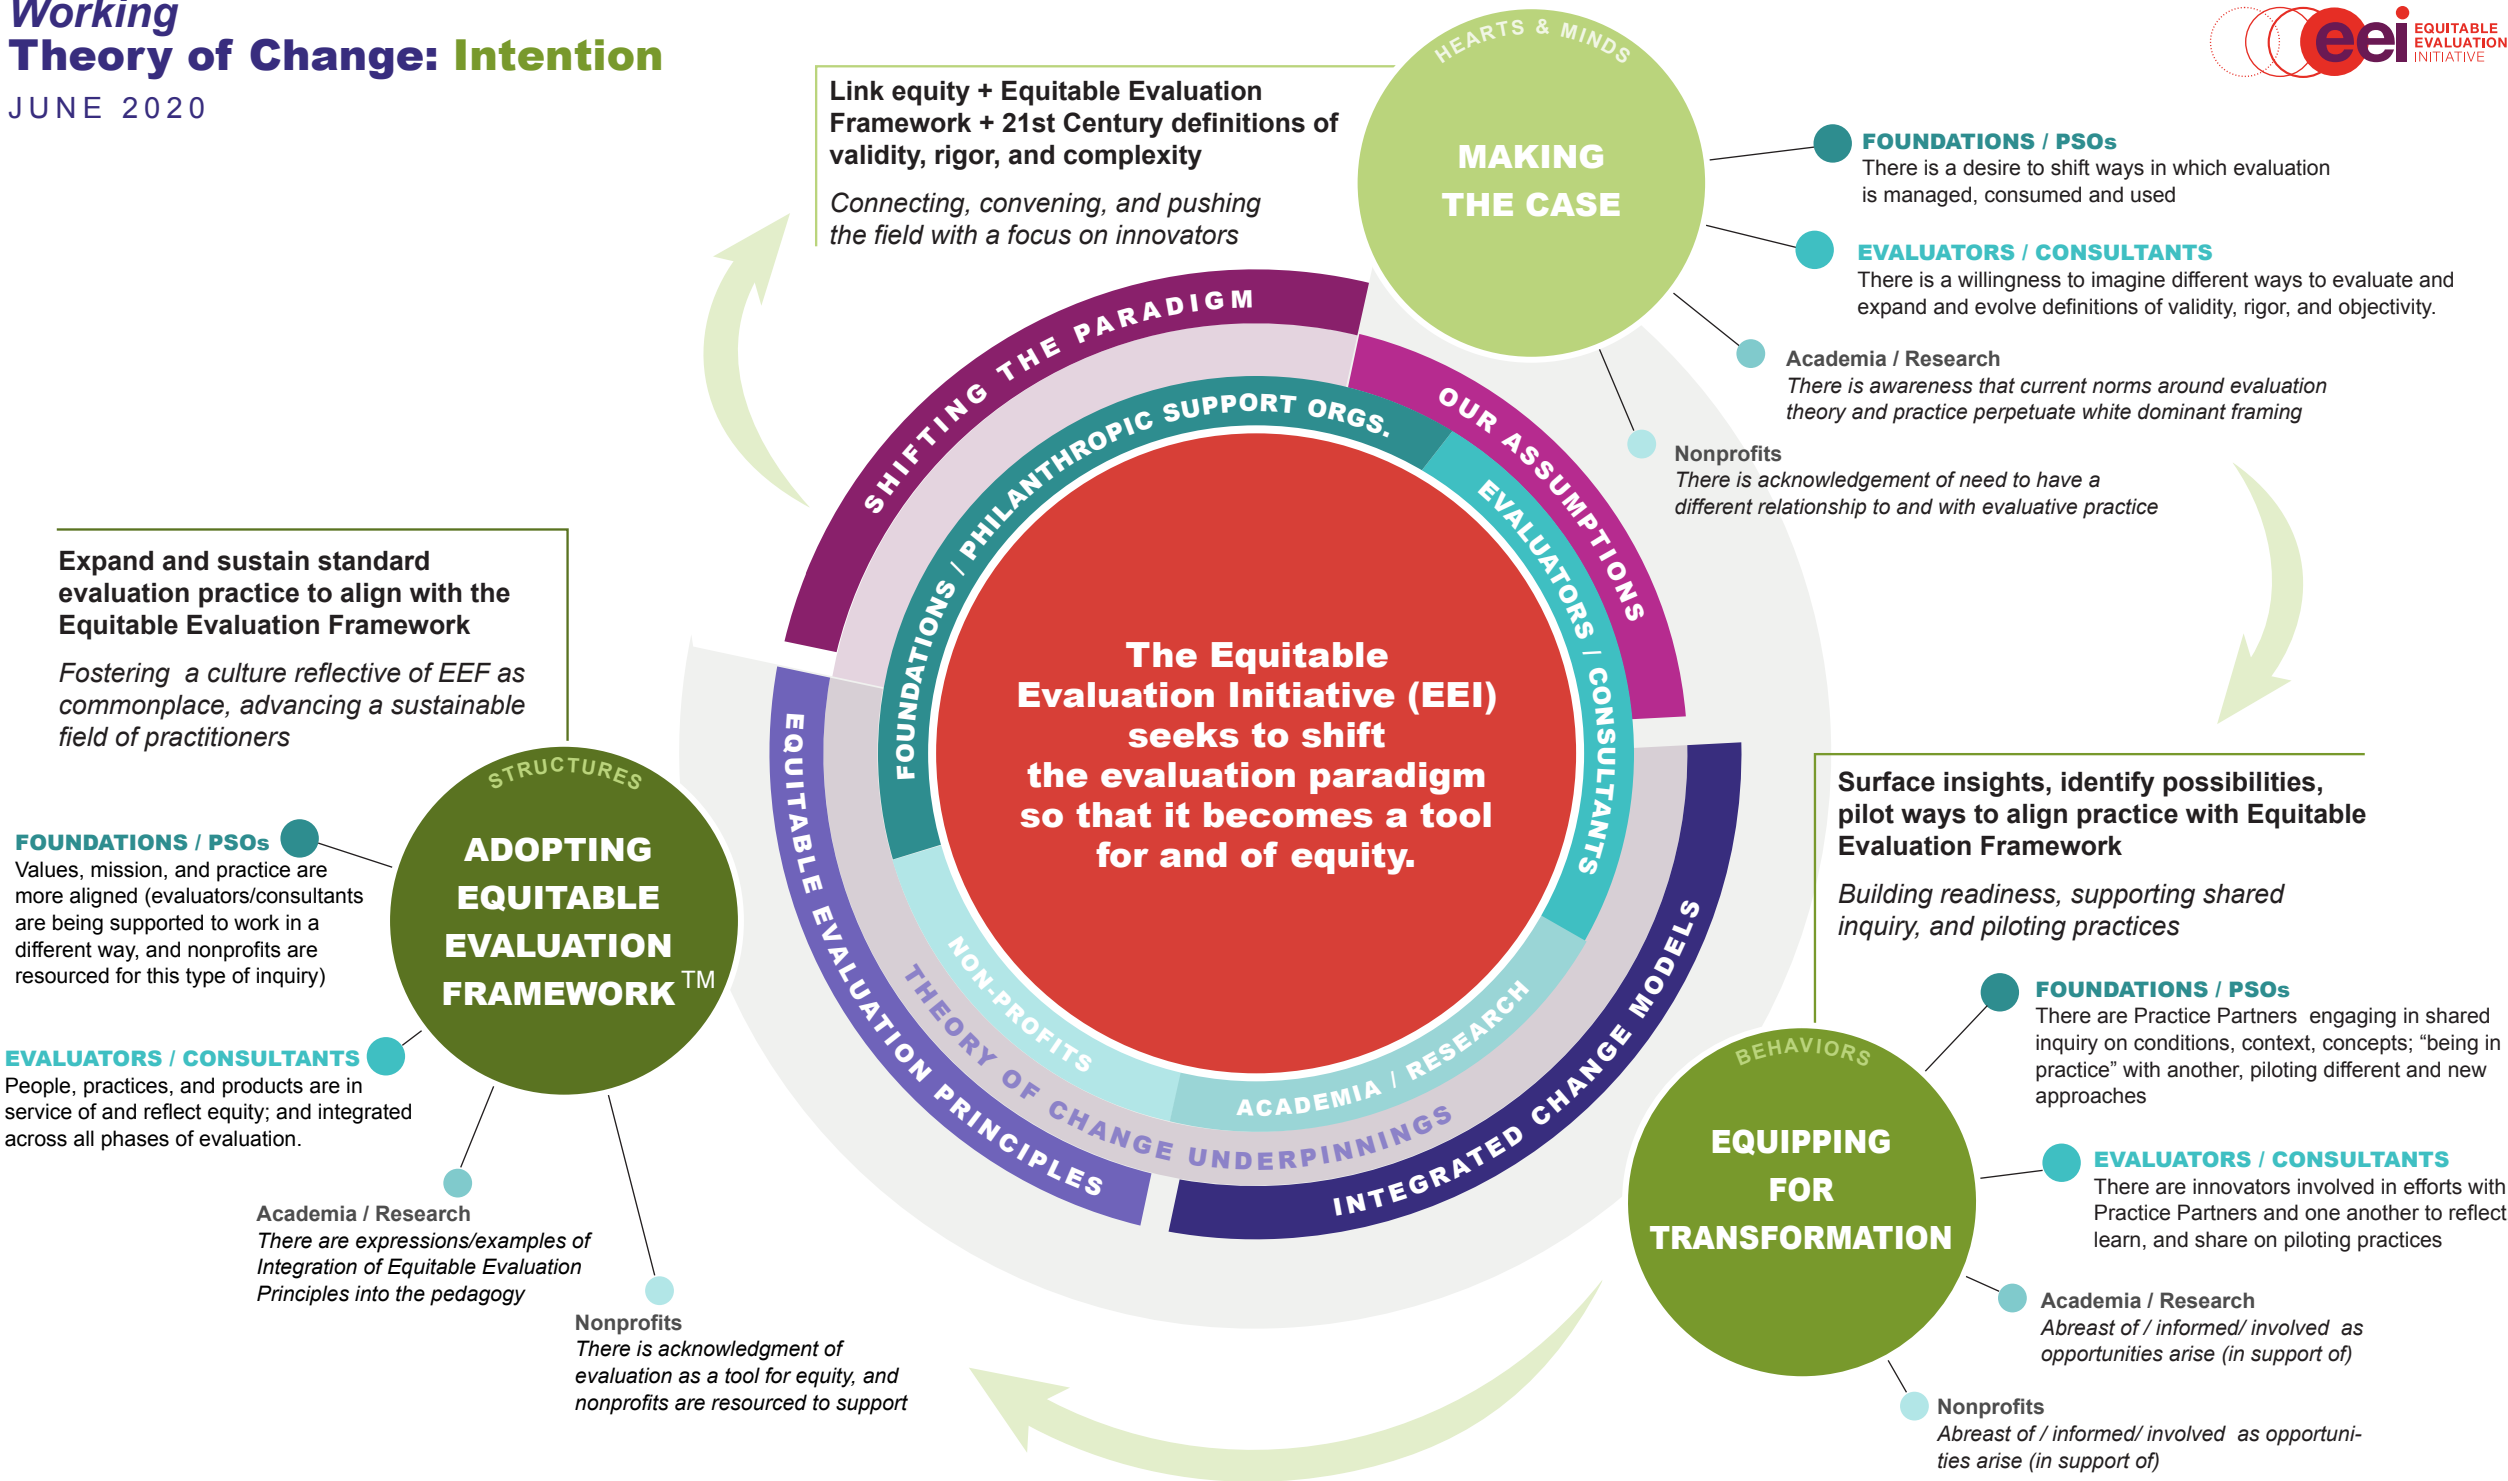 Working
Theory of Change: Intention
JUNE 2020
eei EQUITABLE
EVALUATION
INITIATIVE
Link equity + Equitable Evaluation
Framework + 21st Century definitions of
validity, rigor, and complexity
Connecting, convening, and pushing
the field with a focus on innovators
HEARTS & MINDS
MAKING
THE CASE
FOUNDATIONS / PSOs
There is a desire to shift ways in which evaluation
is managed, consumed and used
EVALUATORS / CONSULTANTS
There is a willingness to imagine different ways to evaluate and
expand and evolve definitions of validity, rigor, and objectivity.
Academia / Research
There is awareness that current norms around evaluation
theory and practice perpetuate white dominant framing
Nonprofits
There is acknowledgement of need to have a
different relationship to and with evaluative practice
SHIFTING THE PARADIGM
OUR ASSUMPTIONS
INTEGRATED CHANGE MODELS
EQUITABLE EVALUATION PRINCIPLES
THEORY OF CHANGE UNDERPINNINGS
FOUNDATIONS / PHILANTHROPIC SUPPORT ORGS.
EVALUATORS / CONSULTANTS
ACADEMIA / RESEARCH
NON-PROFITS
The Equitable
Evaluation Initiative (EEI)
seeks to shift
the evaluation paradigm
so that it becomes a tool
for and of equity.
Surface insights, identify possibilities,
pilot ways to align practice with Equitable
Evaluation Framework
Building readiness, supporting shared
inquiry, and piloting practices
BEHAVIORS
EQUIPPING
FOR
TRANSFORMATION
FOUNDATIONS / PSOs
There are Practice Partners engaging in shared
inquiry on conditions, context, concepts; “being in
practice” with another, piloting different and new
approaches
EVALUATORS / CONSULTANTS
There are innovators involved in efforts with
Practice Partners and one another to reflect
learn, and share on piloting practices
Academia / Research
Abreast of / informed/ involved as
opportunities arise (in support of)
Nonprofits
Abreast of / informed/ involved as opportuni-
ties arise (in support of)
Expand and sustain standard
evaluation practice to align with the
Equitable Evaluation Framework
Fostering a culture reflective of EEF as
commonplace, advancing a sustainable
field of practitioners
STRUCTURES
ADOPTING
EQUITABLE
EVALUATION
FRAMEWORK TM
FOUNDATIONS / PSOs
Values, mission, and practice are
more aligned (evaluators/consultants
are being supported to work in a
different way, and nonprofits are
resourced for this type of inquiry)
EVALUATORS / CONSULTANTS
People, practices, and products are in
service of and reflect equity; and integrated
across all phases of evaluation.
Academia / Research
There are expressions/examples of
Integration of Equitable Evaluation
Principles into the pedagogy
Nonprofits
There is acknowledgment of
evaluation as a tool for equity, and
nonprofits are resourced to support